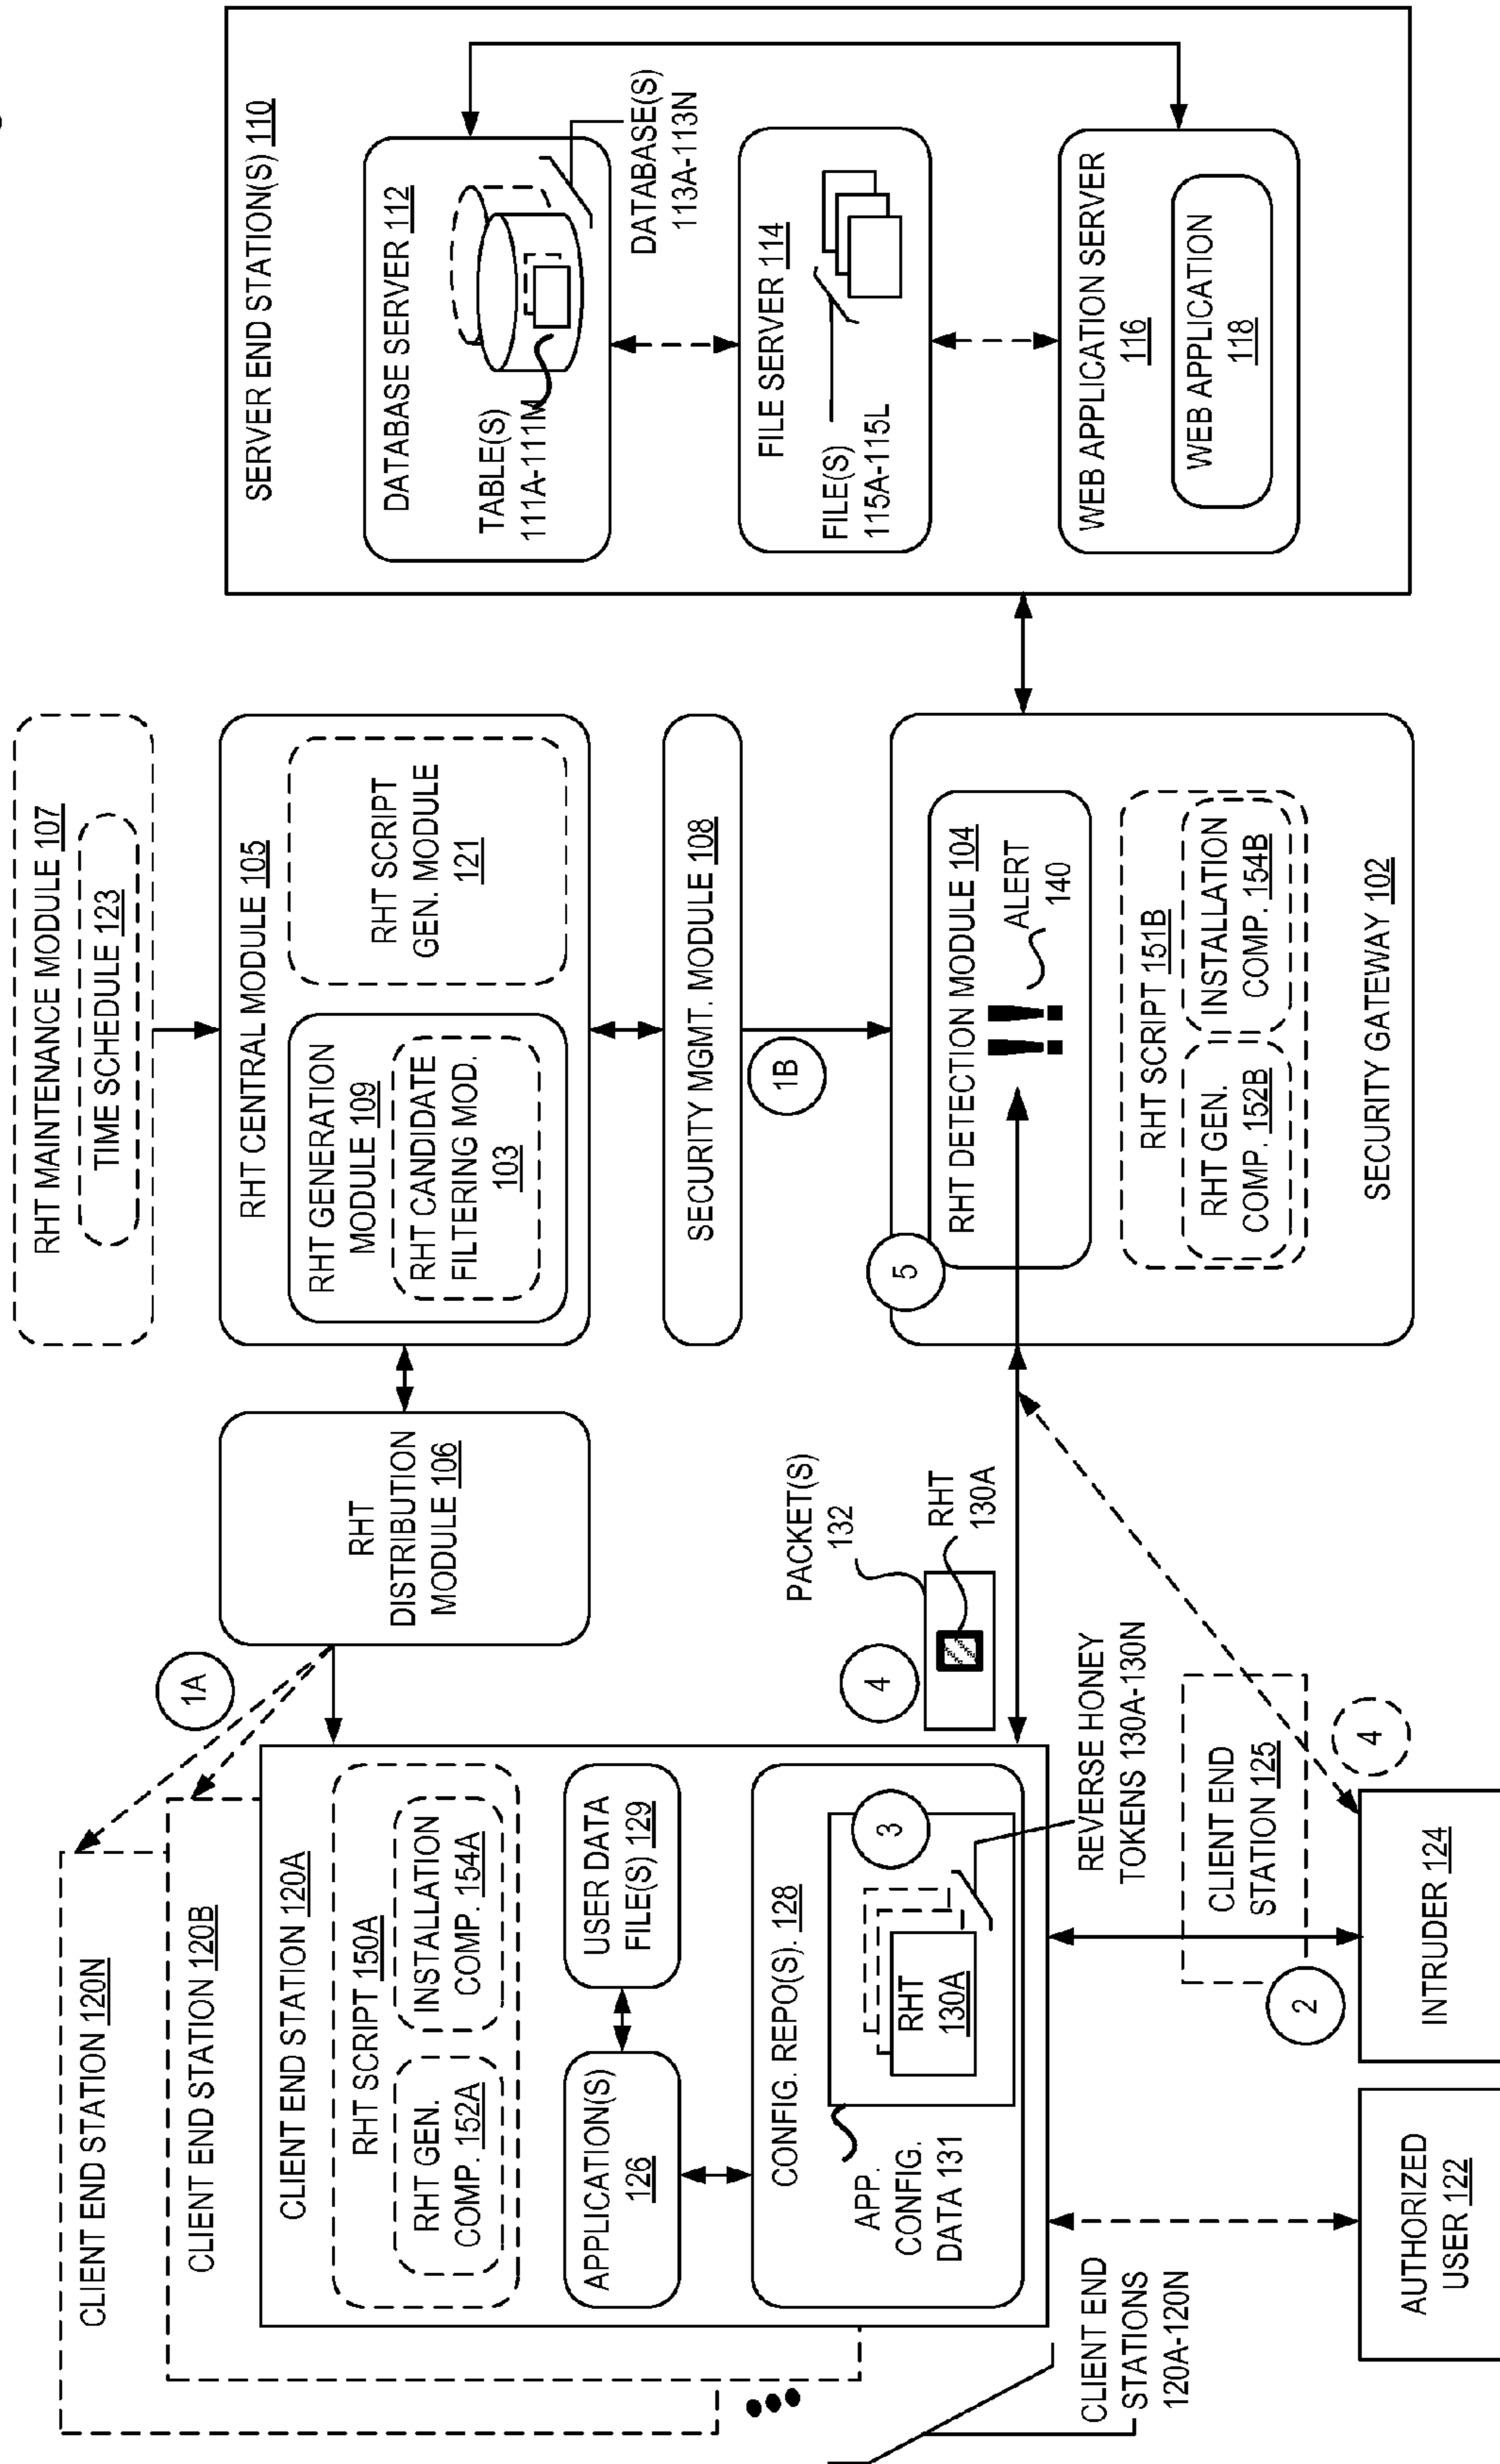 RHT MAINTENANCE MODULE 107
TIME SCHEDULE 123
RHT CENTRAL MODULE 105
RHT GENERATION
MODULE 109
RHT CANDIDATE
FILTERING MOD.
103
RHT SCRIPT
GEN. MODULE
121
RHT
DISTRIBUTION
MODULE 106
1A
SECURITY MGMT. MODULE 108
1B
CLIENT END STATION 120N
CLIENT END STATION 120B
CLIENT END STATION 120A
RHT SCRIPT 150A
RHT GEN.
COMP. 152A
INSTALLATION
COMP. 154A
APPLICATION(S)
126
USER DATA
FILE(S) 129
CONFIG. REPO(S). 128
APP.
CONFIG.
DATA 131
RHT
130A
3
REVERSE HONEY
TOKENS 130A-130N
CLIENT END
STATIONS
120A-120N
PACKET(S)
132
RHT
130A
4
5
RHT DETECTION MODULE 104
!!
ALERT
140
RHT SCRIPT 151B
RHT GEN.
COMP. 152B
INSTALLATION
COMP. 154B
SECURITY GATEWAY 102
SERVER END STATION(S) 110
DATABASE SERVER 112
TABLE(S)
111A-111M
DATABASE(S)
113A-113N
FILE SERVER 114
FILE(S)
115A-115L
WEB APPLICATION SERVER
116
WEB APPLICATION
118
AUTHORIZED
USER 122
2
CLIENT END
STATION 125
4
INTRUDER 124